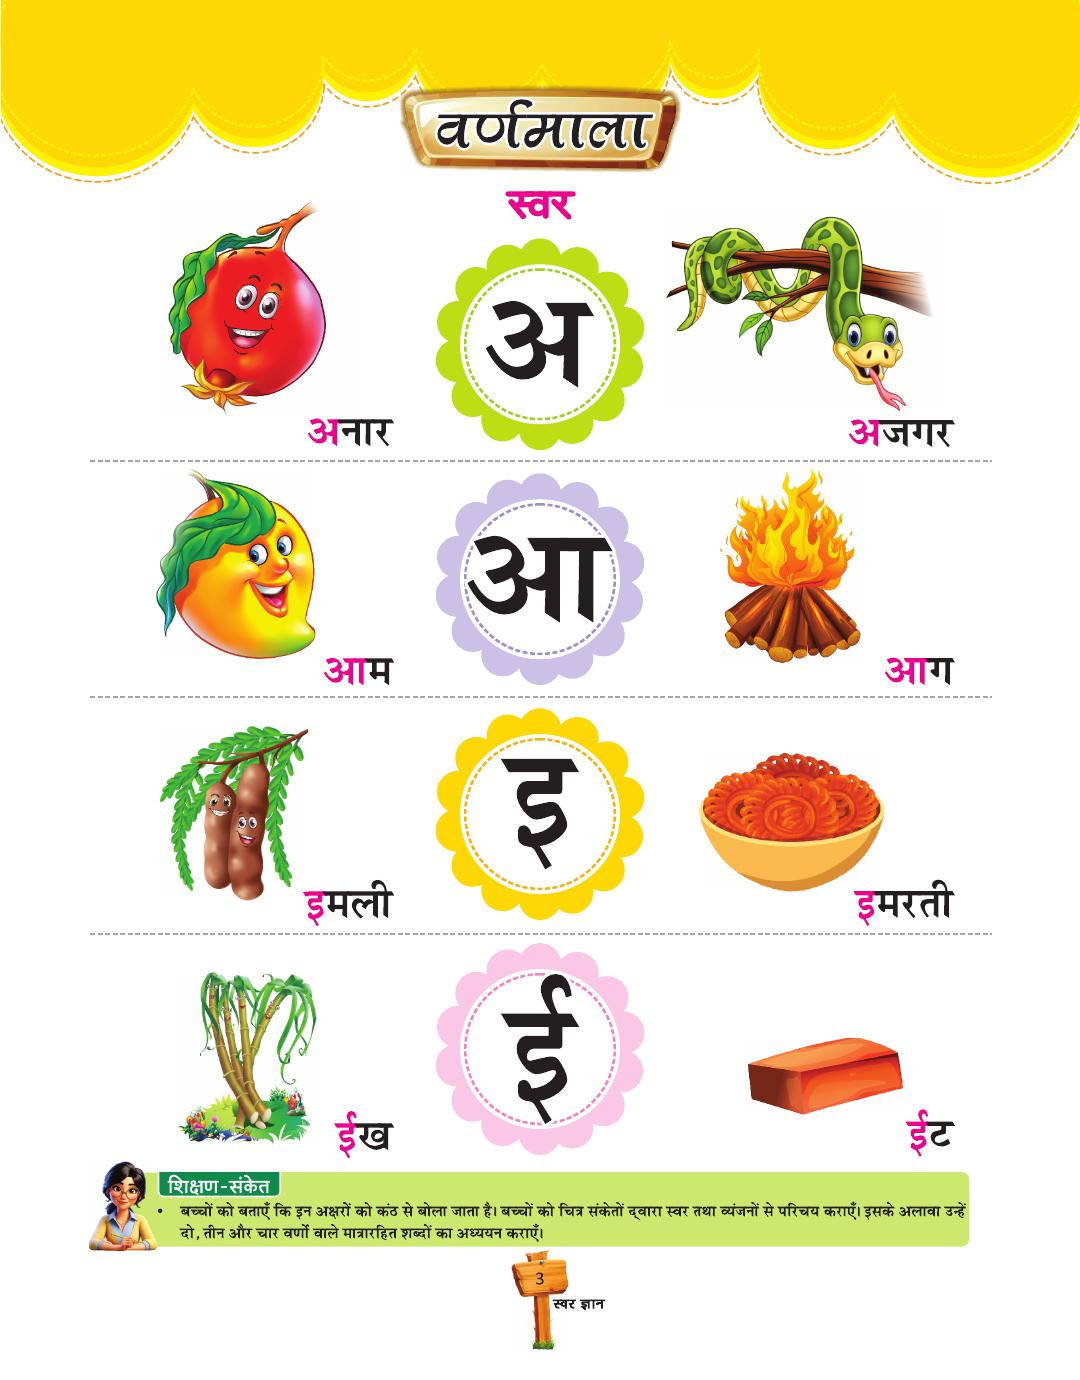 वर्णमाला
स्वर
अ
अनार
अजगर
आ
आम
आग
इ
इमली
इमरती
ई
ईख
ईट
शिक्षण-संकेत
• बच्चों को बताएँ कि इन अक्षरों को कंठ से बोला जाता है। बच्चों को चित्र संकेतों द्वारा स्वर तथा व्यंजनों से परिचय कराएँ। इसके अलावा उन्हें
दो, तीन और चार वर्णो वाले मात्रारहित शब्दों का अध्ययन कराएँ।
3
स्वर ज्ञान